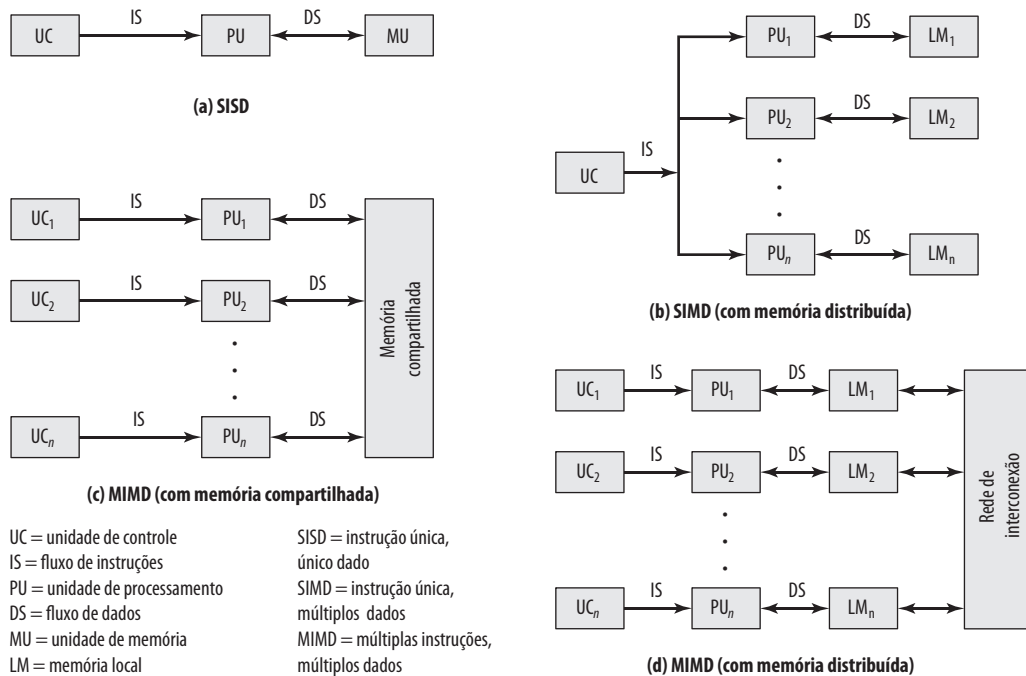 IS
DS
UC
PU
MU
(a) SISD
PU1
DS
LM1
PU2
DS
LM2
IS
UC
PUn
DS
LMn
(b) SIMD (com memória distribuída)
IS
DS
UC1
PU1
IS
DS
UC2
PU2
IS
DS
UCn
PUn
Memória
compartilhada
(c) MIMD (com memória compartilhada)
IS
DS
UC1
PU1
LM1
IS
DS
UC2
PU2
LM2
IS
DS
UCn
PUn
LMn
Rede de
interconexão
(d) MIMD (com memória distribuída)
UC = unidade de controle
IS = fluxo de instruções
PU = unidade de processamento
DS = fluxo de dados
MU = unidade de memória
LM = memória local
SISD = instrução única,
único dado
SIMD = instrução única,
múltiplos dados
MIMD = múltiplas instruções,
múltiplos dados